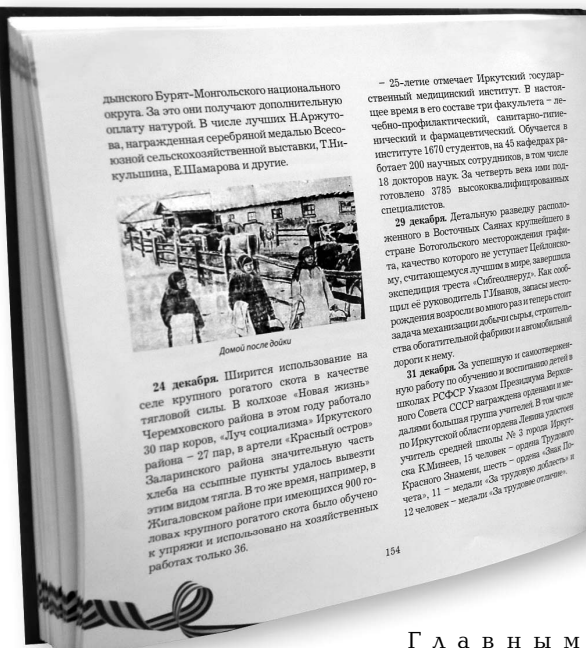 дынского Бурят-Монгольского национального
округа. За это они получают дополнительную
оплату натурой. В числе лучших Н.Аржуто-
ва, награжденная серебряной медалью Всесо-
юзной сельскохозяйственной выставки, Т.Ни-
кульшина, Е.Шамарова и другие.
Домой после дойки
24 декабря. Ширится использование на
селе крупного рогатого скота в качестве
тягловой силы. В колхозе «Новая жизнь»
Черемховского района в этом году работало
30 пар коров, «Луч социализма» Иркутского
района – 27 пар, в артели «Красный остров»
Заларинского района значительную часть
хлеба на ссыпные пункты удалось вывезти
этим видом тягла. В то же время, например, в
Жигаловском районе при имеющихся 900 го-
ловах крупного рогатого скота было обучено
к упряжи и использовано на хозяйственных
работах только 36.
– 25-летие отмечает Иркутский государ-
ственный медицинский институт. В настоя-
щее время в его составе три факультета – ле-
чебно-профилактический, санитарно-гигие-
нический и фармацевтический. Обучается в
институте 1670 студентов, на 45 кафедрах ра-
ботает 200 научных сотрудников, в том числе
18 докторов наук. За четверть века ими под-
готовлено 3785 высококвалифицированных
специалистов.
29 декабря. Детальную разведку располо-
женного в Восточных Саянах крупнейшего в
стране Ботогольского месторождения графи-
та, качество которого не уступает Цейлонско-
му, считающемуся лучшим в мире, завершила
экспедиция треста «Сибгеолнеруд». Как сооб-
щил её руководитель Г.Иванов, запасы место-
рождения возросли во много раз и теперь стоит
задача механизации добычи сырья, строитель-
ства обогатительной фабрики и автомобильной
дороги к нему.
31 декабря. За успешную и самоотвержен-
ную работу по обучению и воспитанию детей в
школах РСФСР Указом Президиума Верхов-
ного Совета СССР награждена орденами и ме-
далями большая группа учителей. В том числе
по Иркутской области ордена Ленина удостоен
учитель средней школы № 3 города Иркут-
ска К.Минеев, 15 человек – ордена Трудового
Красного Знамени, шесть – ордена «Знак По-
чета», 11 – медали «За трудовую доблесть» и
12 человек – медали «За трудовое отличие».
154
Главным